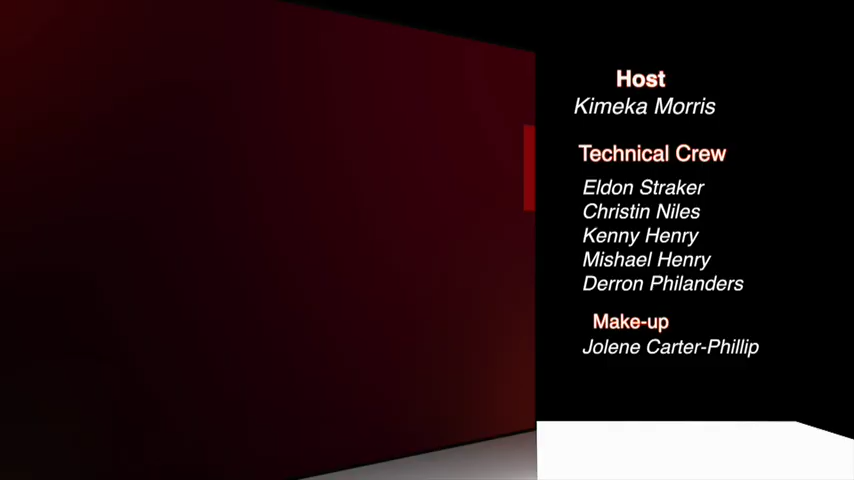 Host
Kimeka Morris
Technical Crew
Eldon Straker
Christin Niles
Kenny Henry
Mishael Henry
Derron Philanders
Make-up
Jolene Carter-Phillip